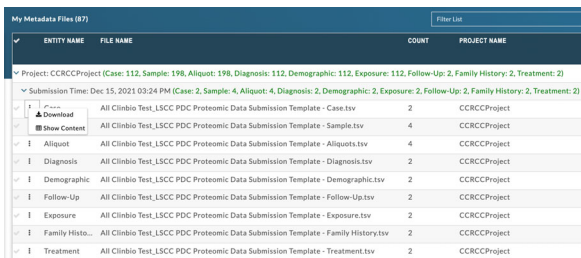 My Metadata Files (87) Filter List
ENTITY NAME FILE NAME COUNT PROJECT NAME
Project: CCRCCProject (Case: 112, Sample: 198, Aliquot: 198, Diagnosis: 112, Demographic: 112, Exposure: 112, Follow-Up: 2, Family History: 2, Treatment: 2)
Submission Time: Dec 15, 2021 03:24 PM (Case: 2, Sample: 4, Aliquot: 4, Diagnosis: 2, Demographic: 2, Exposure: 2, Follow-Up: 2, Family History: 2, Treatment: 2)
Case All Clinbio Test_LSCC PDC Proteomic Data Submission Template - Case.tsv 2 CCRCCProject
Download
Show Content All Clinbio Test_LSCC PDC Proteomic Data Submission Template - Sample.tsv 4 CCRCCProject
Aliquot All Clinbio Test_LSCC PDC Proteomic Data Submission Template - Aliquots.tsv 4 CCRCCProject
Diagnosis All Clinbio Test_LSCC PDC Proteomic Data Submission Template - Diagnosis.tsv 2 CCRCCProject
Demographic All Clinbio Test_LSCC PDC Proteomic Data Submission Template - Demographic.tsv 2 CCRCCProject
Follow-Up All Clinbio Test_LSCC PDC Proteomic Data Submission Template - Follow-Up.tsv 2 CCRCCProject
Exposure All Clinbio Test_LSCC PDC Proteomic Data Submission Template - Exposure.tsv 2 CCRCCProject
Family Histo... All Clinbio Test_LSCC PDC Proteomic Data Submission Template - Family History.tsv 2 CCRCCProject
Treatment All Clinbio Test_LSCC PDC Proteomic Data Submission Template - Treatment.tsv 2 CCRCCProject